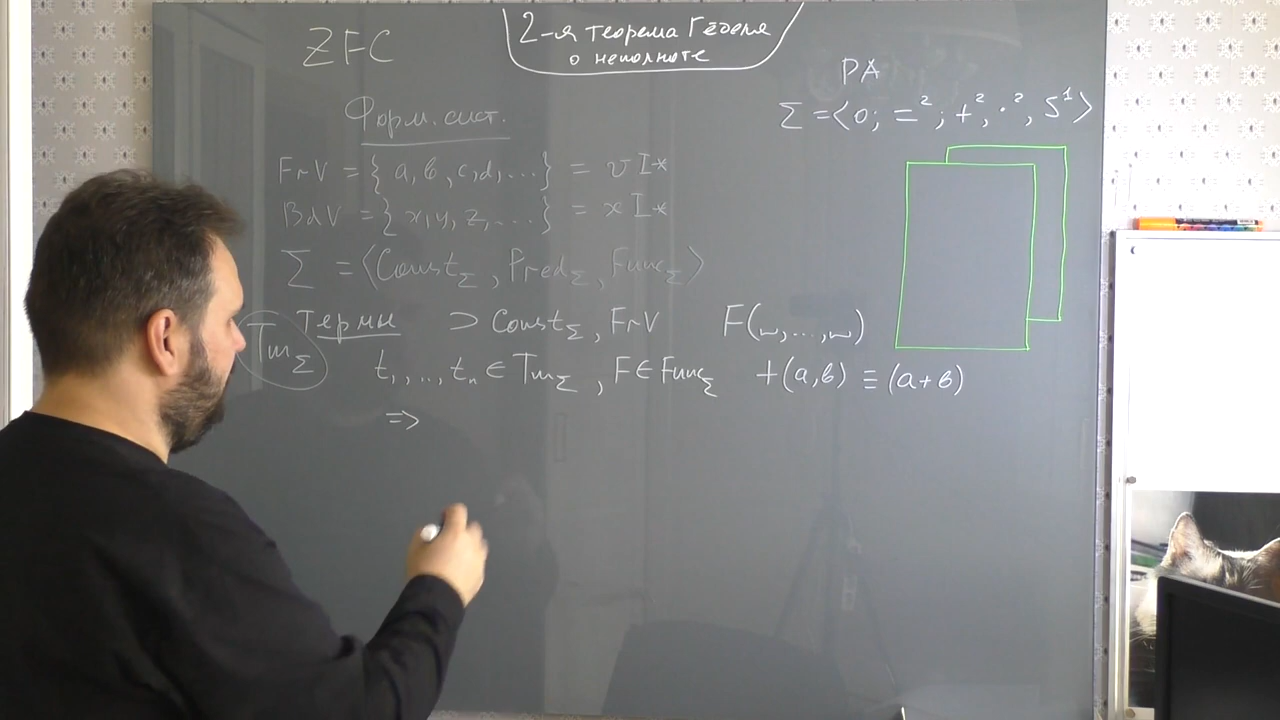 ZFC
2-я теорема Гёделя
о неполноте
PA
Σ = <0; =²; +², ·², S¹>
Форм. сист.
FrV = {a, b, c, d, ...} = v I*
BdV = {x, y, z, ...} = x I*
Σ = <Const_Σ, Pred_Σ, Func_Σ>
Tm_Σ
термы ⊃ Const_Σ, FrV F(_, ..., _)
t₁, ..., tₙ ∈ Tm_Σ, F ∈ Func_Σ +(a, b) ≡ (a + b)
=>